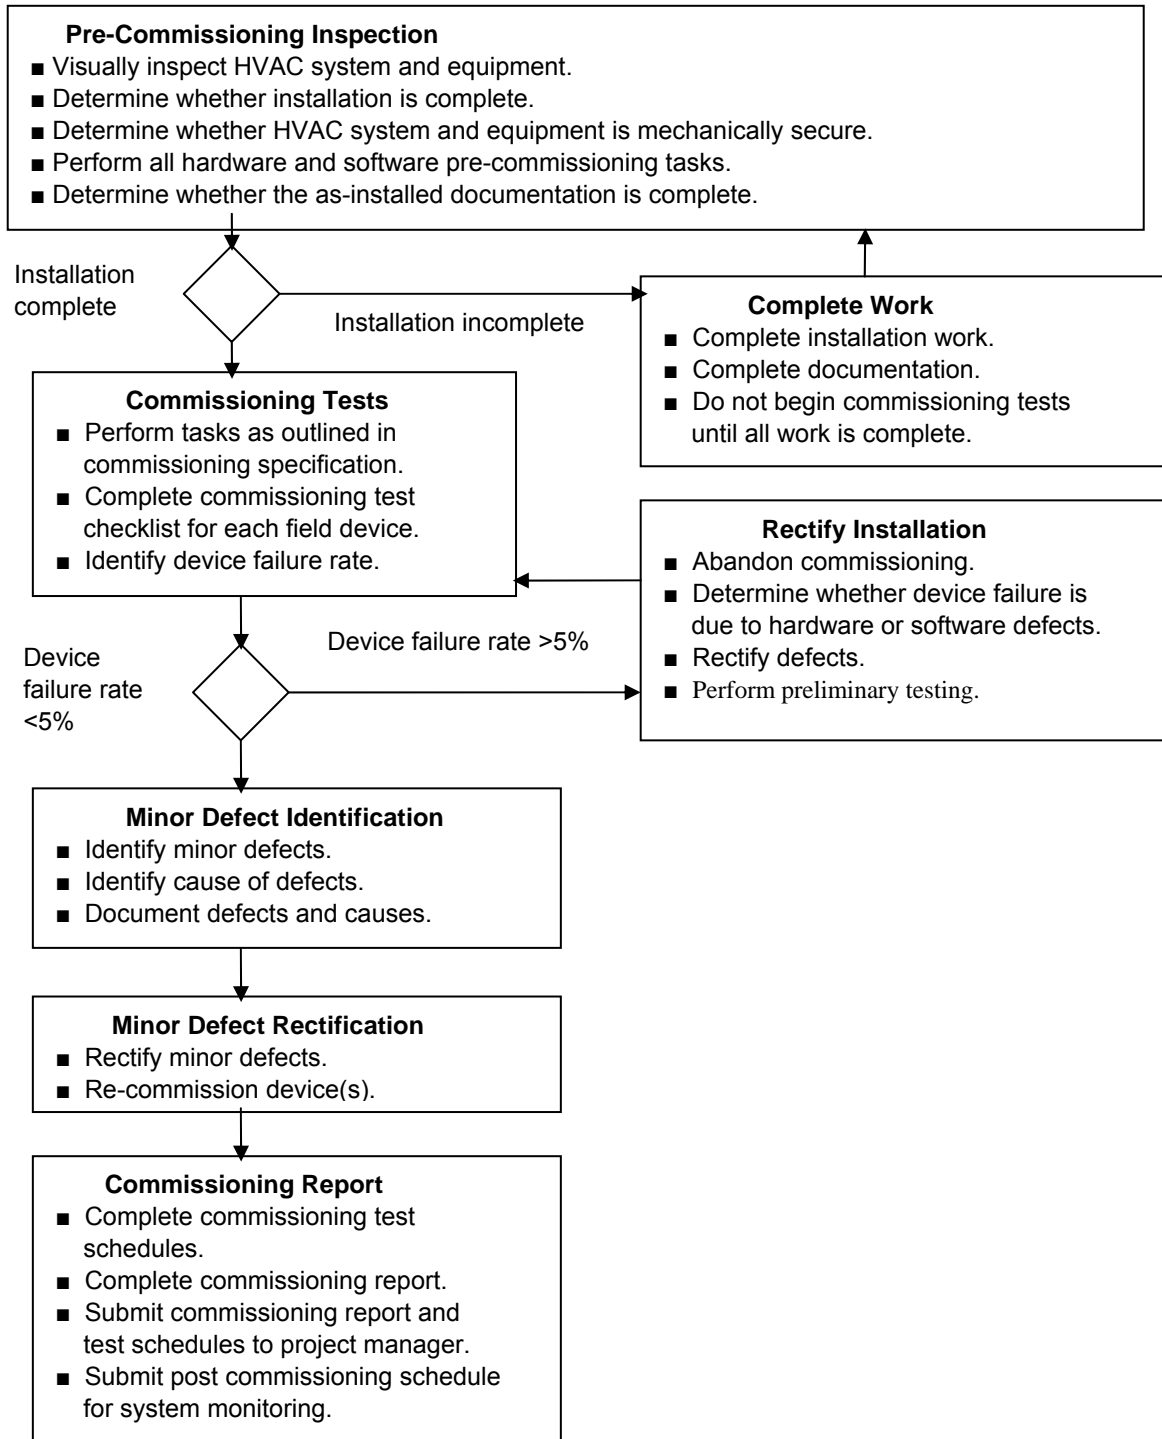 Pre-Commissioning Inspection
■ Visually inspect HVAC system and equipment.
■ Determine whether installation is complete.
■ Determine whether HVAC system and equipment is mechanically secure.
■ Perform all hardware and software pre-commissioning tasks.
■ Determine whether the as-installed documentation is complete.
Installation
complete
Installation incomplete
Complete Work
■ Complete installation work.
■ Complete documentation.
■ Do not begin commissioning tests
until all work is complete.
Commissioning Tests
■ Perform tasks as outlined in
commissioning specification.
■ Complete commissioning test
checklist for each field device.
■ Identify device failure rate.
Rectify Installation
■ Abandon commissioning.
■ Determine whether device failure is
due to hardware or software defects.
■ Rectify defects.
■ Perform preliminary testing.
Device failure rate >5%
Device
failure rate
<5%
Minor Defect Identification
■ Identify minor defects.
■ Identify cause of defects.
■ Document defects and causes.
Minor Defect Rectification
■ Rectify minor defects.
■ Re-commission device(s).
Commissioning Report
■ Complete commissioning test
schedules.
■ Complete commissioning report.
■ Submit commissioning report and
test schedules to project manager.
■ Submit post commissioning schedule
for system monitoring.